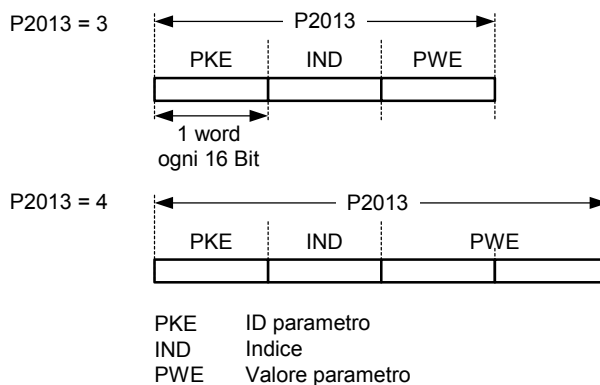 P2013 = 3
P2013
PKE IND PWE
1 word
ogni 16 Bit
P2013 = 4
P2013
PKE IND PWE
PKE ID parametro
IND Indice
PWE Valore parametro